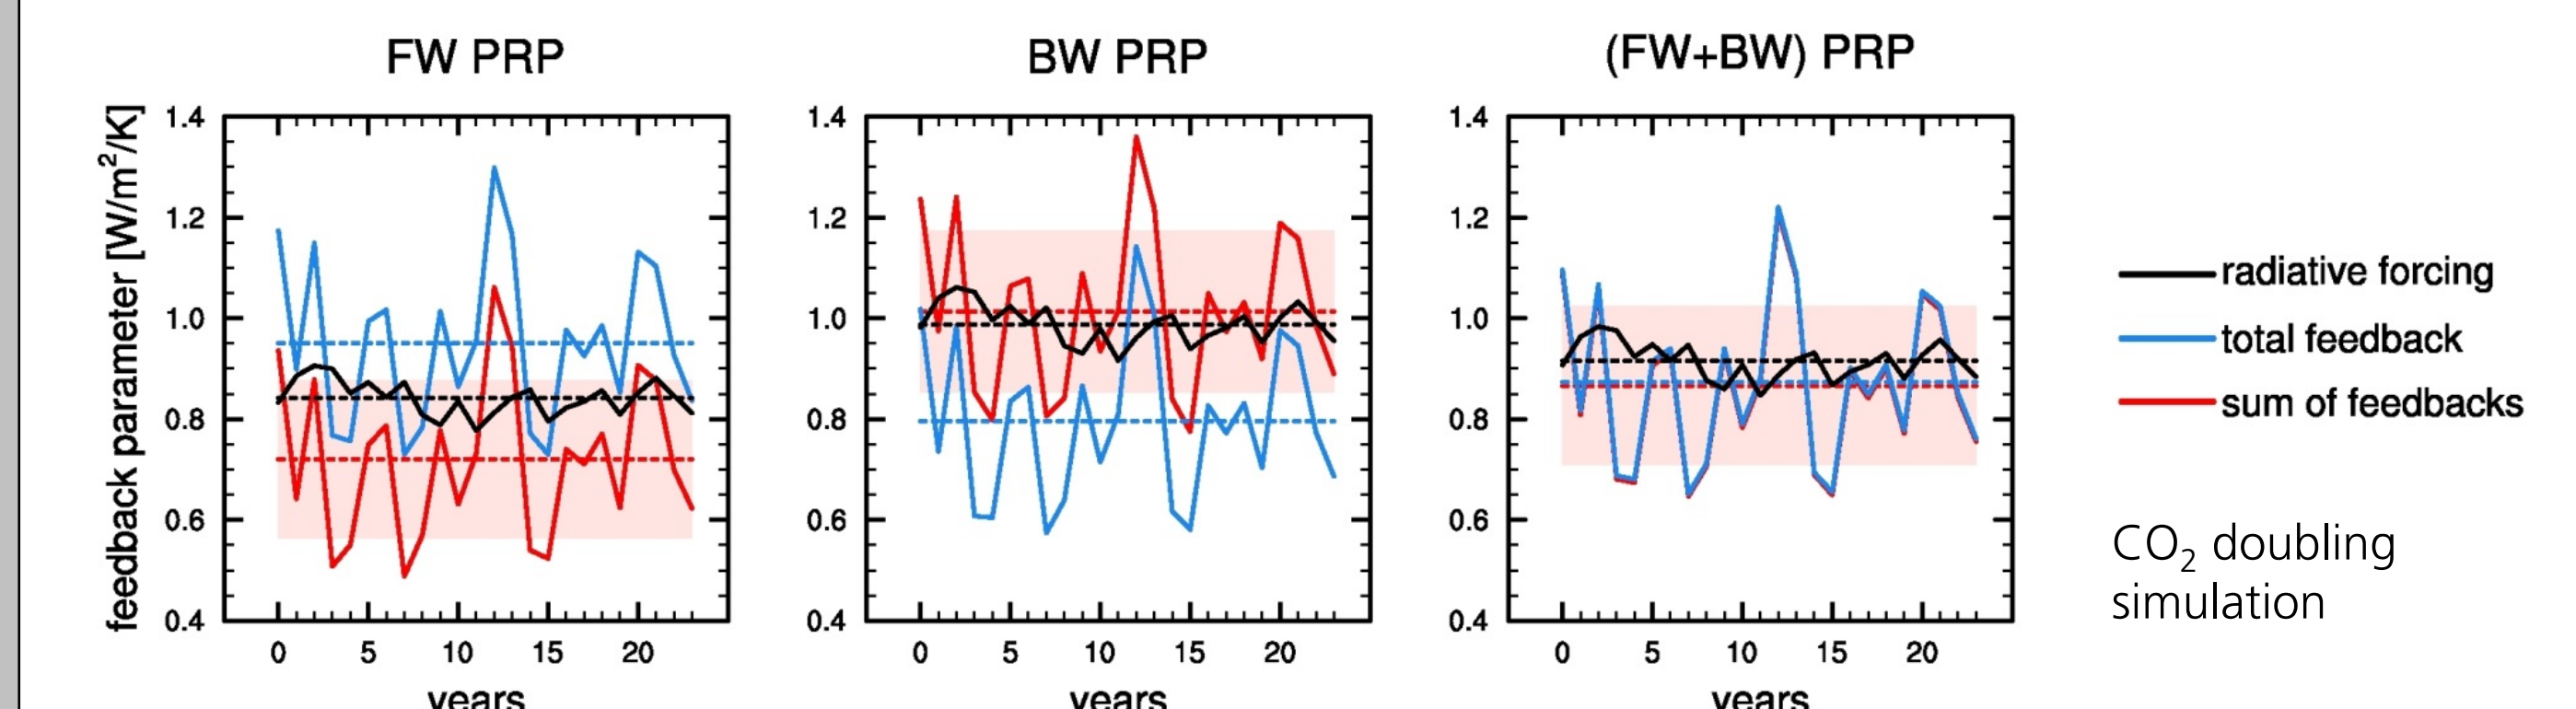 FW PRP
BW PRP
(FW+BW) PRP
feedback parameter [W/m²/K]
1.4
1.2
1.0
0.8
0.6
0.4
0 5 10 15 20
years
1.4
1.2
1.0
0.8
0.6
0.4
0 5 10 15 20
years
1.4
1.2
1.0
0.8
0.6
0.4
0 5 10 15 20
years
radiative forcing
total feedback
sum of feedbacks
CO₂ doubling
simulation